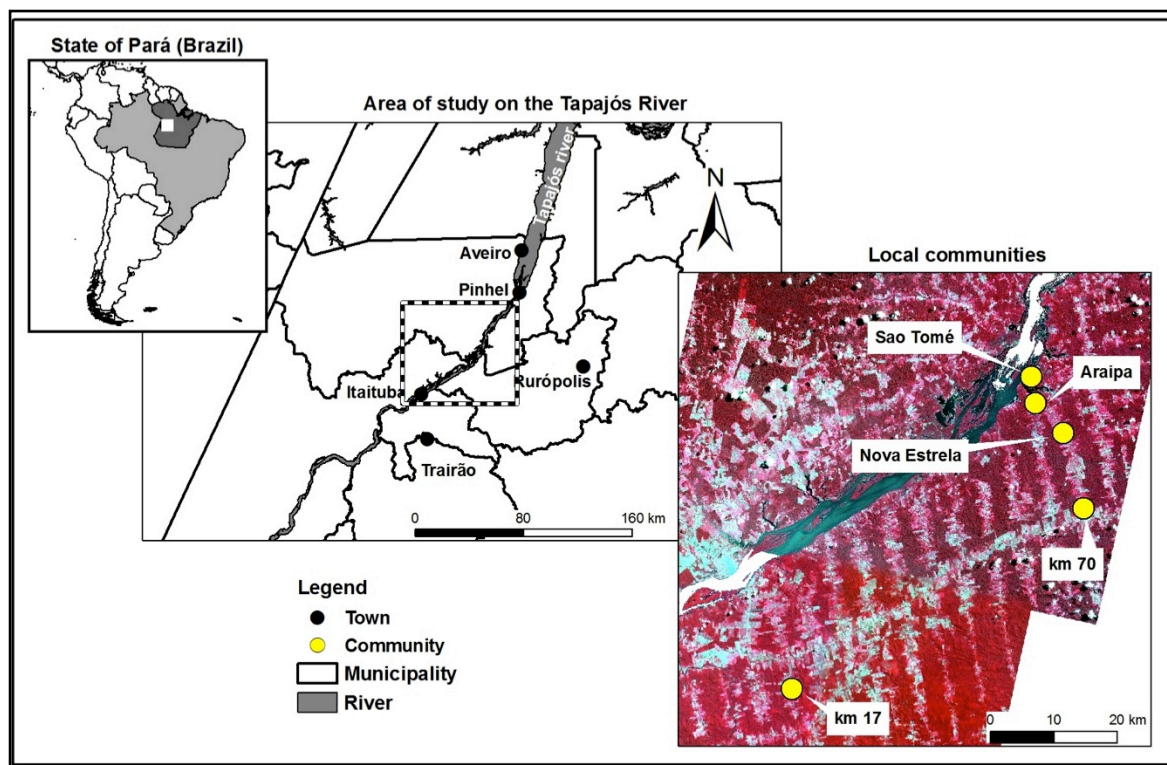 State of Pará (Brazil)
Area of study on the Tapajós River
Tapajós river
N
Aveiro
Pinhel
Rurópolis
Itaituba
Trairão
0 80 160 km
Local communities
Sao Tomé
Araipa
Nova Estrela
km 70
km 17
0 10 20 km
Legend
Town
Community
Municipality
River